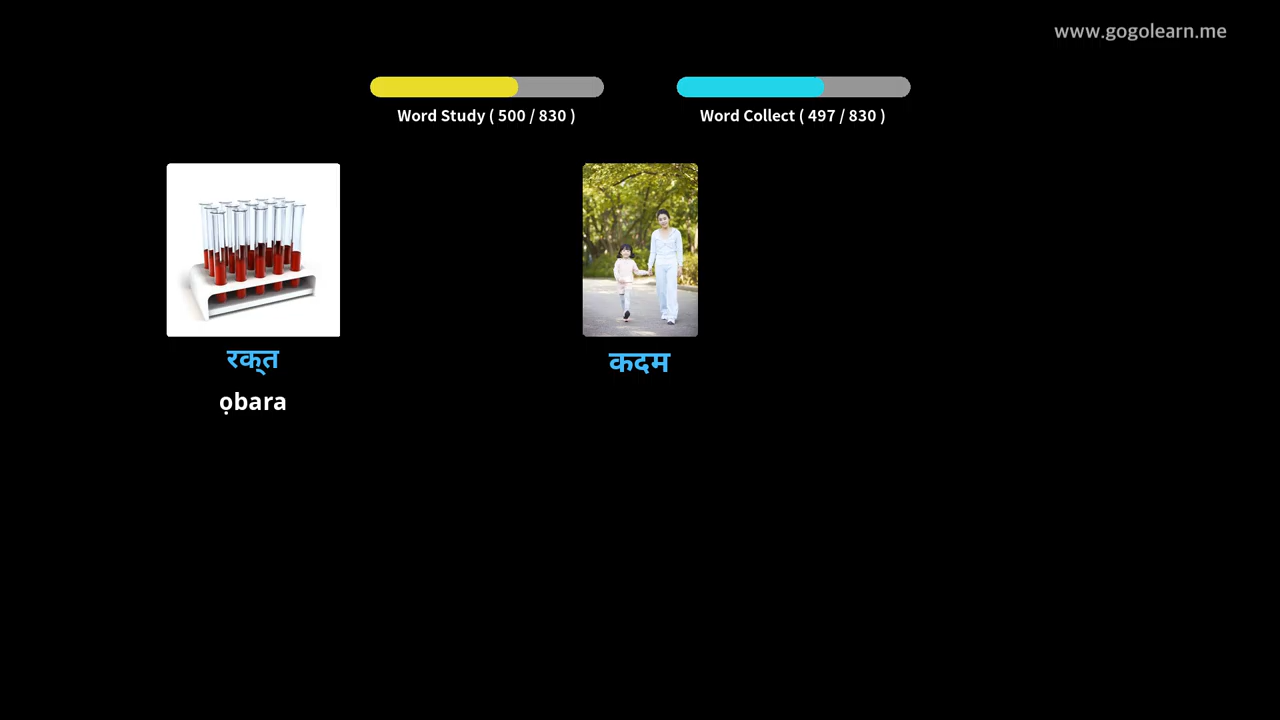 www.gogolearn.me
Word Study ( 500 / 830 )
Word Collect ( 497 / 830 )
रक्त
ọbara
कदम